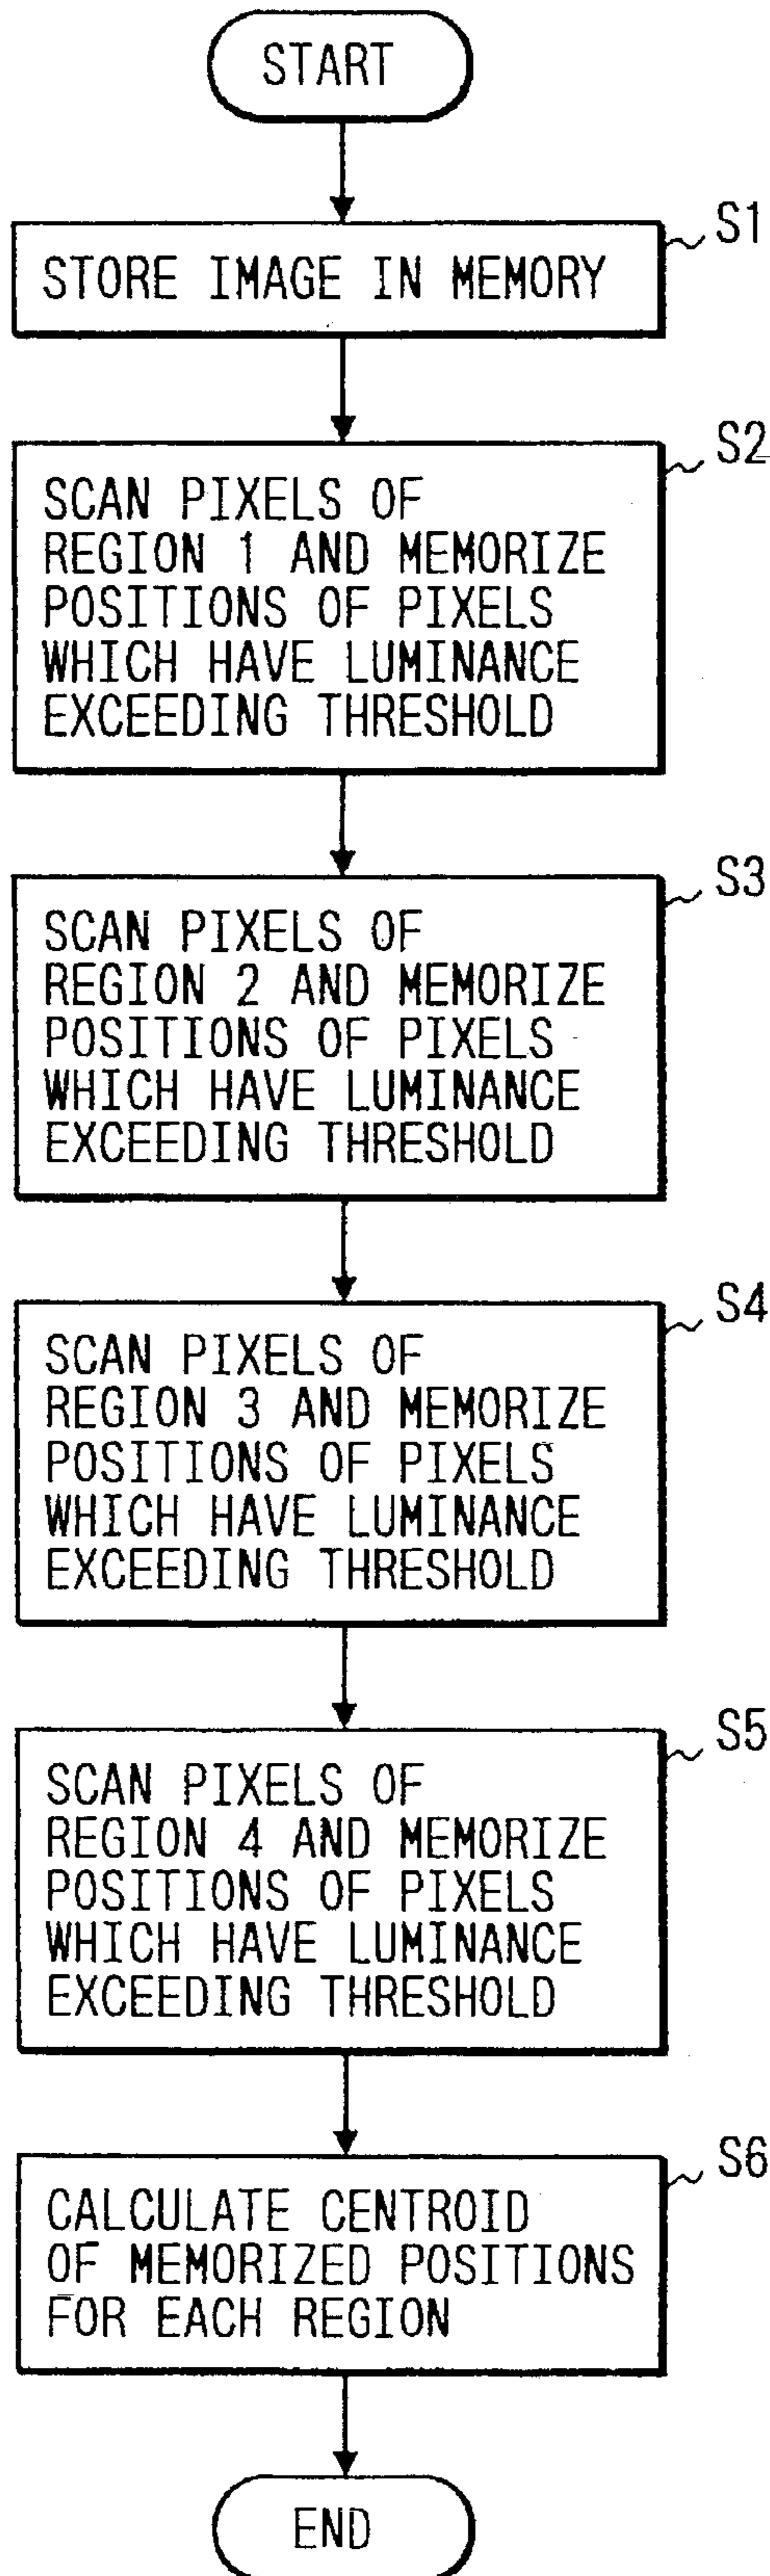 START
S1
STORE IMAGE IN MEMORY
S2
SCAN PIXELS OF
REGION 1 AND MEMORIZE
POSITIONS OF PIXELS
WHICH HAVE LUMINANCE
EXCEEDING THRESHOLD
S3
SCAN PIXELS OF
REGION 2 AND MEMORIZE
POSITIONS OF PIXELS
WHICH HAVE LUMINANCE
EXCEEDING THRESHOLD
S4
SCAN PIXELS OF
REGION 3 AND MEMORIZE
POSITIONS OF PIXELS
WHICH HAVE LUMINANCE
EXCEEDING THRESHOLD
S5
SCAN PIXELS OF
REGION 4 AND MEMORIZE
POSITIONS OF PIXELS
WHICH HAVE LUMINANCE
EXCEEDING THRESHOLD
S6
CALCULATE CENTROID
OF MEMORIZED POSITIONS
FOR EACH REGION
END